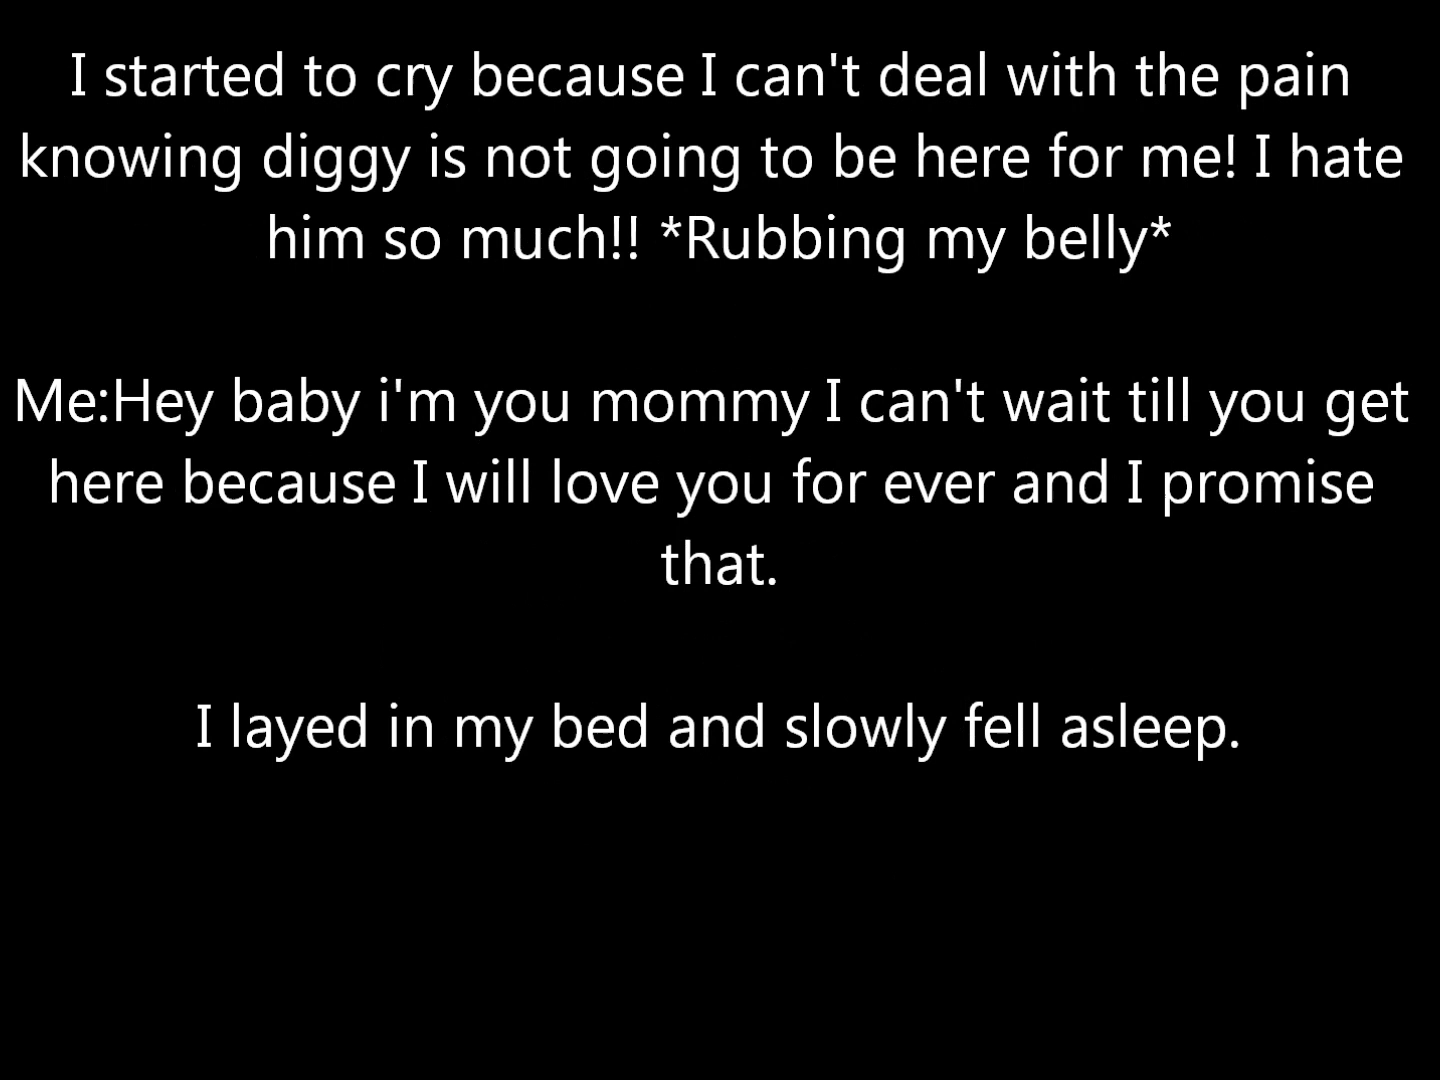 I started to cry because I can't deal with the pain
knowing diggy is not going to be here for me! I hate
him so much!! *Rubbing my belly*
Me:Hey baby i'm you mommy I can't wait till you get
here because I will love you for ever and I promise
that.
I layed in my bed and slowly fell asleep.